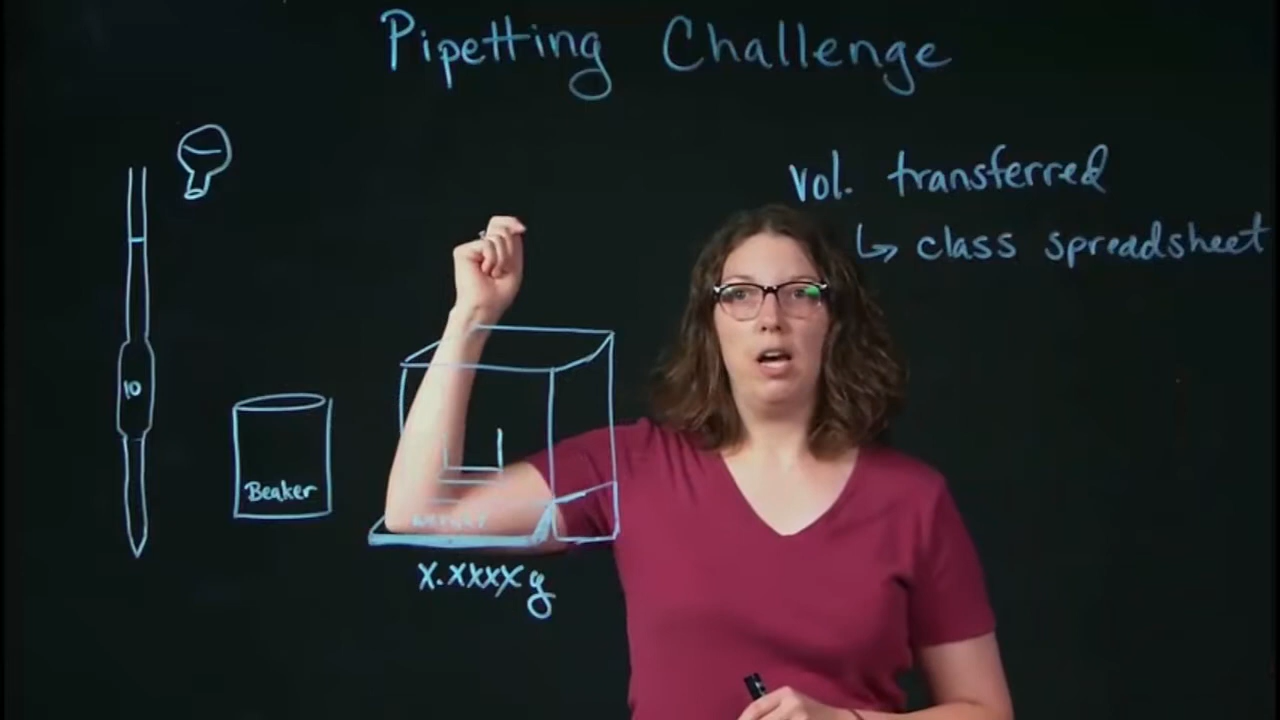 Pipetting Challenge
vol. transferred
↳ class spreadsheet
10
Beaker
X.XXXX g